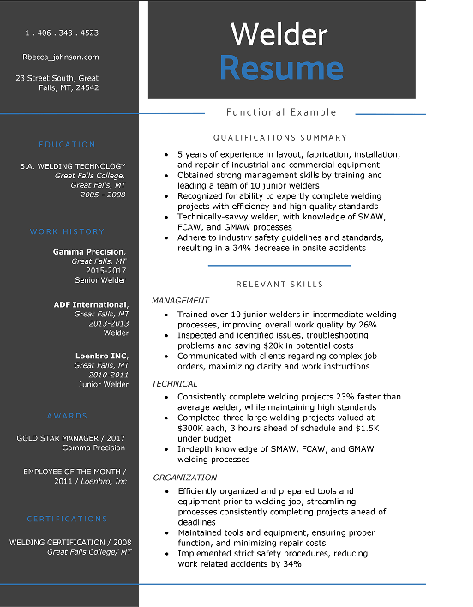 Welder
Resume
Functional Example
1 . 406 . 343 . 4523
23 Street South, Great
Falls, MT, 24542
EDUCATION
WELDING TECHNOLOGY
Great Falls College,
Great Falls, MT
2005 - 2008
WORK HISTORY
Gamma Precision,
Great Falls, MT
2015-2017
Senior Welder
ADF International,
Great Falls, MT
Welder
Loenbro INC,
Great Falls, MT
2010-2011
Junior Welder
AWARDS
GOLD STAR MANAGER / 2017
Gamma Precision
EMPLOYEE OF THE MONTH /
2011 / Loenbro, Inc
CERTIFICATIONS
WELDING CERTIFICATION / 2008
Great Falls College, MT
QUALIFICATIONS SUMMARY
• 5 years of experience in layout, fabrication, installation
and repair of industrial and commercial equipment
• Obtained strong management skills by training and
leading a team of 10 junior welders
• Recognized for ability to expertly complete welding
projects with efficiency and high quality standards
• Technically-savvy welder, with knowledge of SMAW,
FCAW, and GMAW processes
• Adhere to industry safety guidelines and standards,
resulting in a 34% decrease in onsite accidents
RELEVANT SKILLS
MANAGEMENT
• Trained over 10 junior welders in intermediate welding
processes, improving overall work quality by 26%
• Inspected and identified issues, troubleshooting
problems and saving $20k in potential costs
• Communicated with clients regarding complex job
orders, maximizing clarity and work instructions
TECHNICAL
• Consistently complete welding projects faster than
average welder, while maintaining high standards
• Completed three large welding projects valued at
$300K each, 3 hours ahead of schedule and $1.5K
under budget
• In-depth knowledge of SMAW, FCAW, and GMAW
welding processes
ORGANIZATION
• Efficiently organized and prepared tools and
equipment prior to welding job, streamlining
processes consistently completing projects ahead of
deadlines
• Maintained tools and equipment, ensuring proper
function, and minimizing repair costs
• Implemented strict safety procedures, reducing
work related accidents by 34%